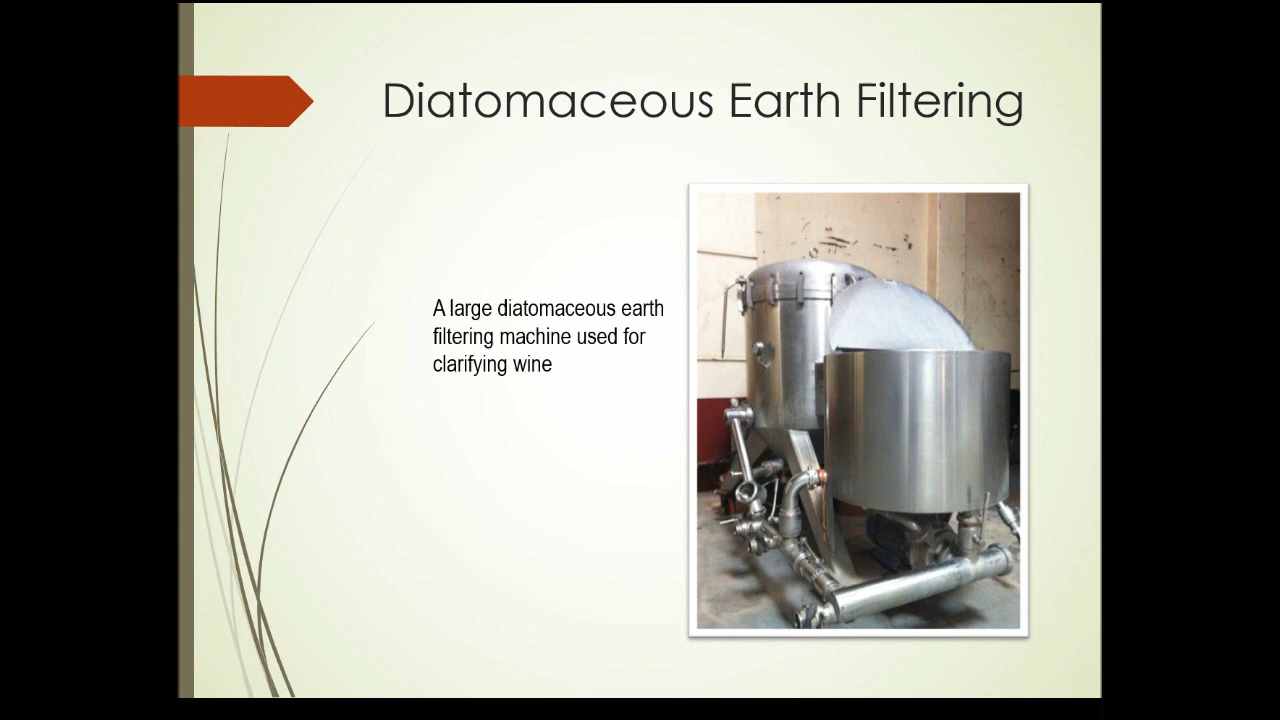 Diatomaceous Earth Filtering
A large diatomaceous earth
filtering machine used for
clarifying wine